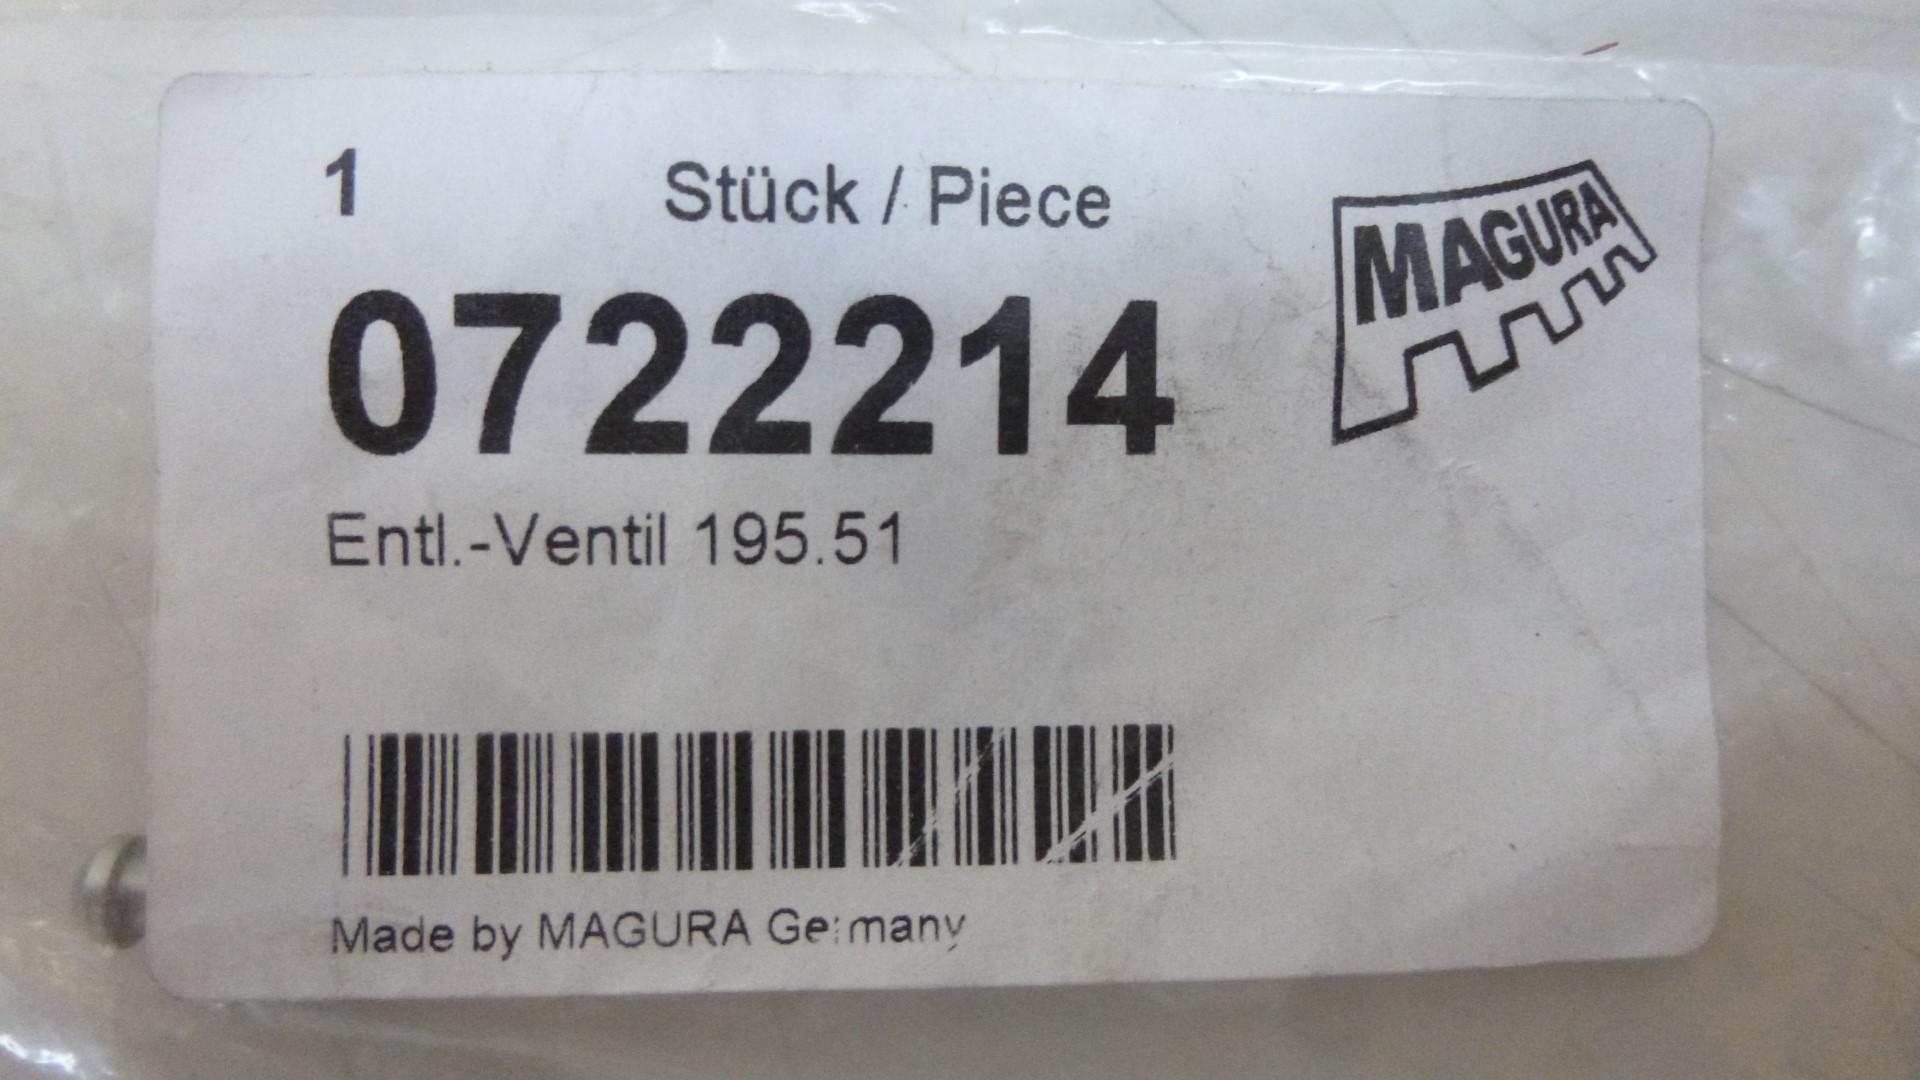 1 Stück / Piece
MAGURA
0722214
Entl.-Ventil 195.51
Made by MAGURA Germany